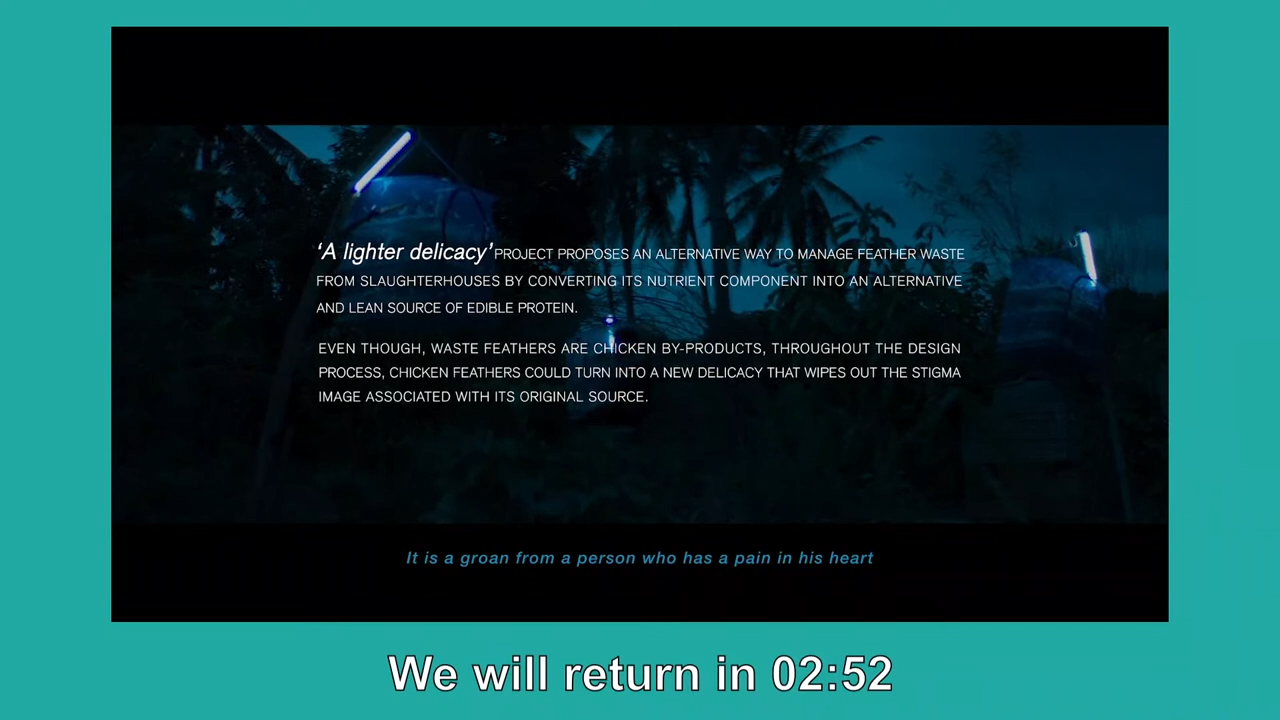 ‘A lighter delicacy’ PROJECT PROPOSES AN ALTERNATIVE WAY TO MANAGE FEATHER WASTE
FROM SLAUGHTERHOUSES BY CONVERTING ITS NUTRIENT COMPONENT INTO AN ALTERNATIVE
AND LEAN SOURCE OF EDIBLE PROTEIN.
EVEN THOUGH, WASTE FEATHERS ARE CHICKEN BY-PRODUCTS, THROUGHOUT THE DESIGN
PROCESS, CHICKEN FEATHERS COULD TURN INTO A NEW DELICACY THAT WIPES OUT THE STIGMA
IMAGE ASSOCIATED WITH ITS ORIGINAL SOURCE.
It is a groan from a person who has a pain in his heart
We will return in 02:52